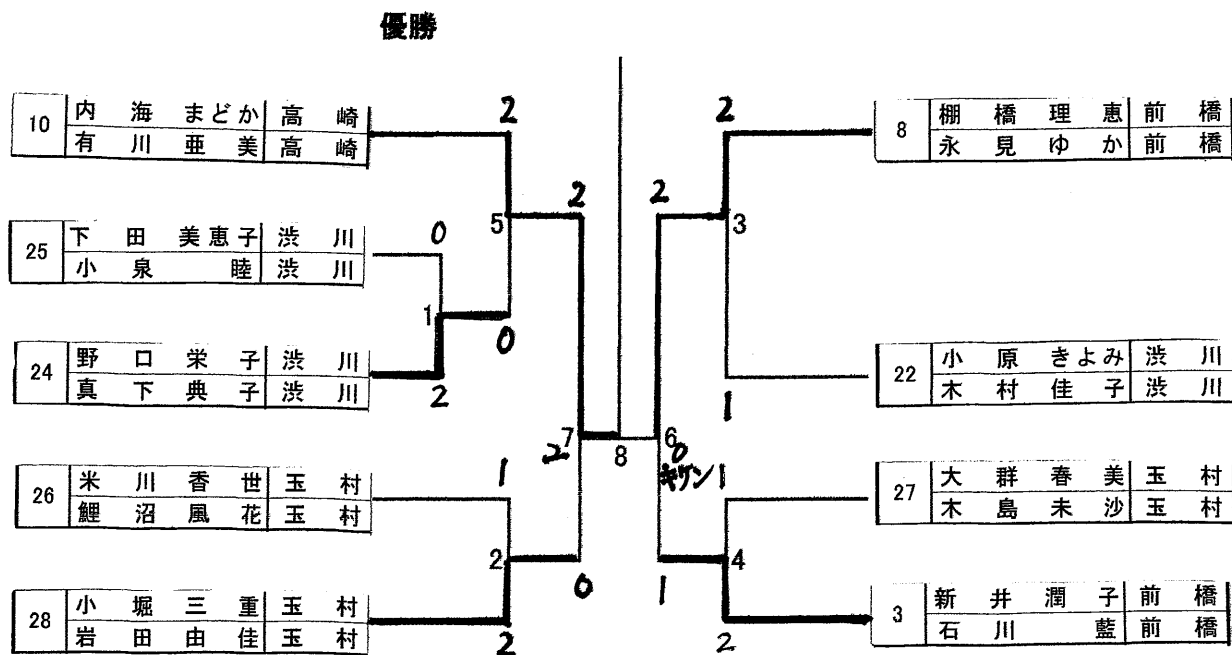 優勝
10 内海まどか 高崎
有川亜美 高崎
25 下田美恵子 渋川
小泉睦 渋川
24 野口栄子 渋川
真下典子 渋川
26 米川香世 玉村
鯉沼風花 玉村
28 小堀三重 玉村
岩田由佳 玉村
2
5
0
1
0
2
2
1
2
2
0
7
2
8
2
2
3
1
6
0
キケン
1
4
1
2
8 棚橋理恵 前橋
永見ゆか 前橋
22 小原きよみ 渋川
木村佳子 渋川
27 大群春美 玉村
木島未沙 玉村
3 新井潤子 前橋
石川藍 前橋